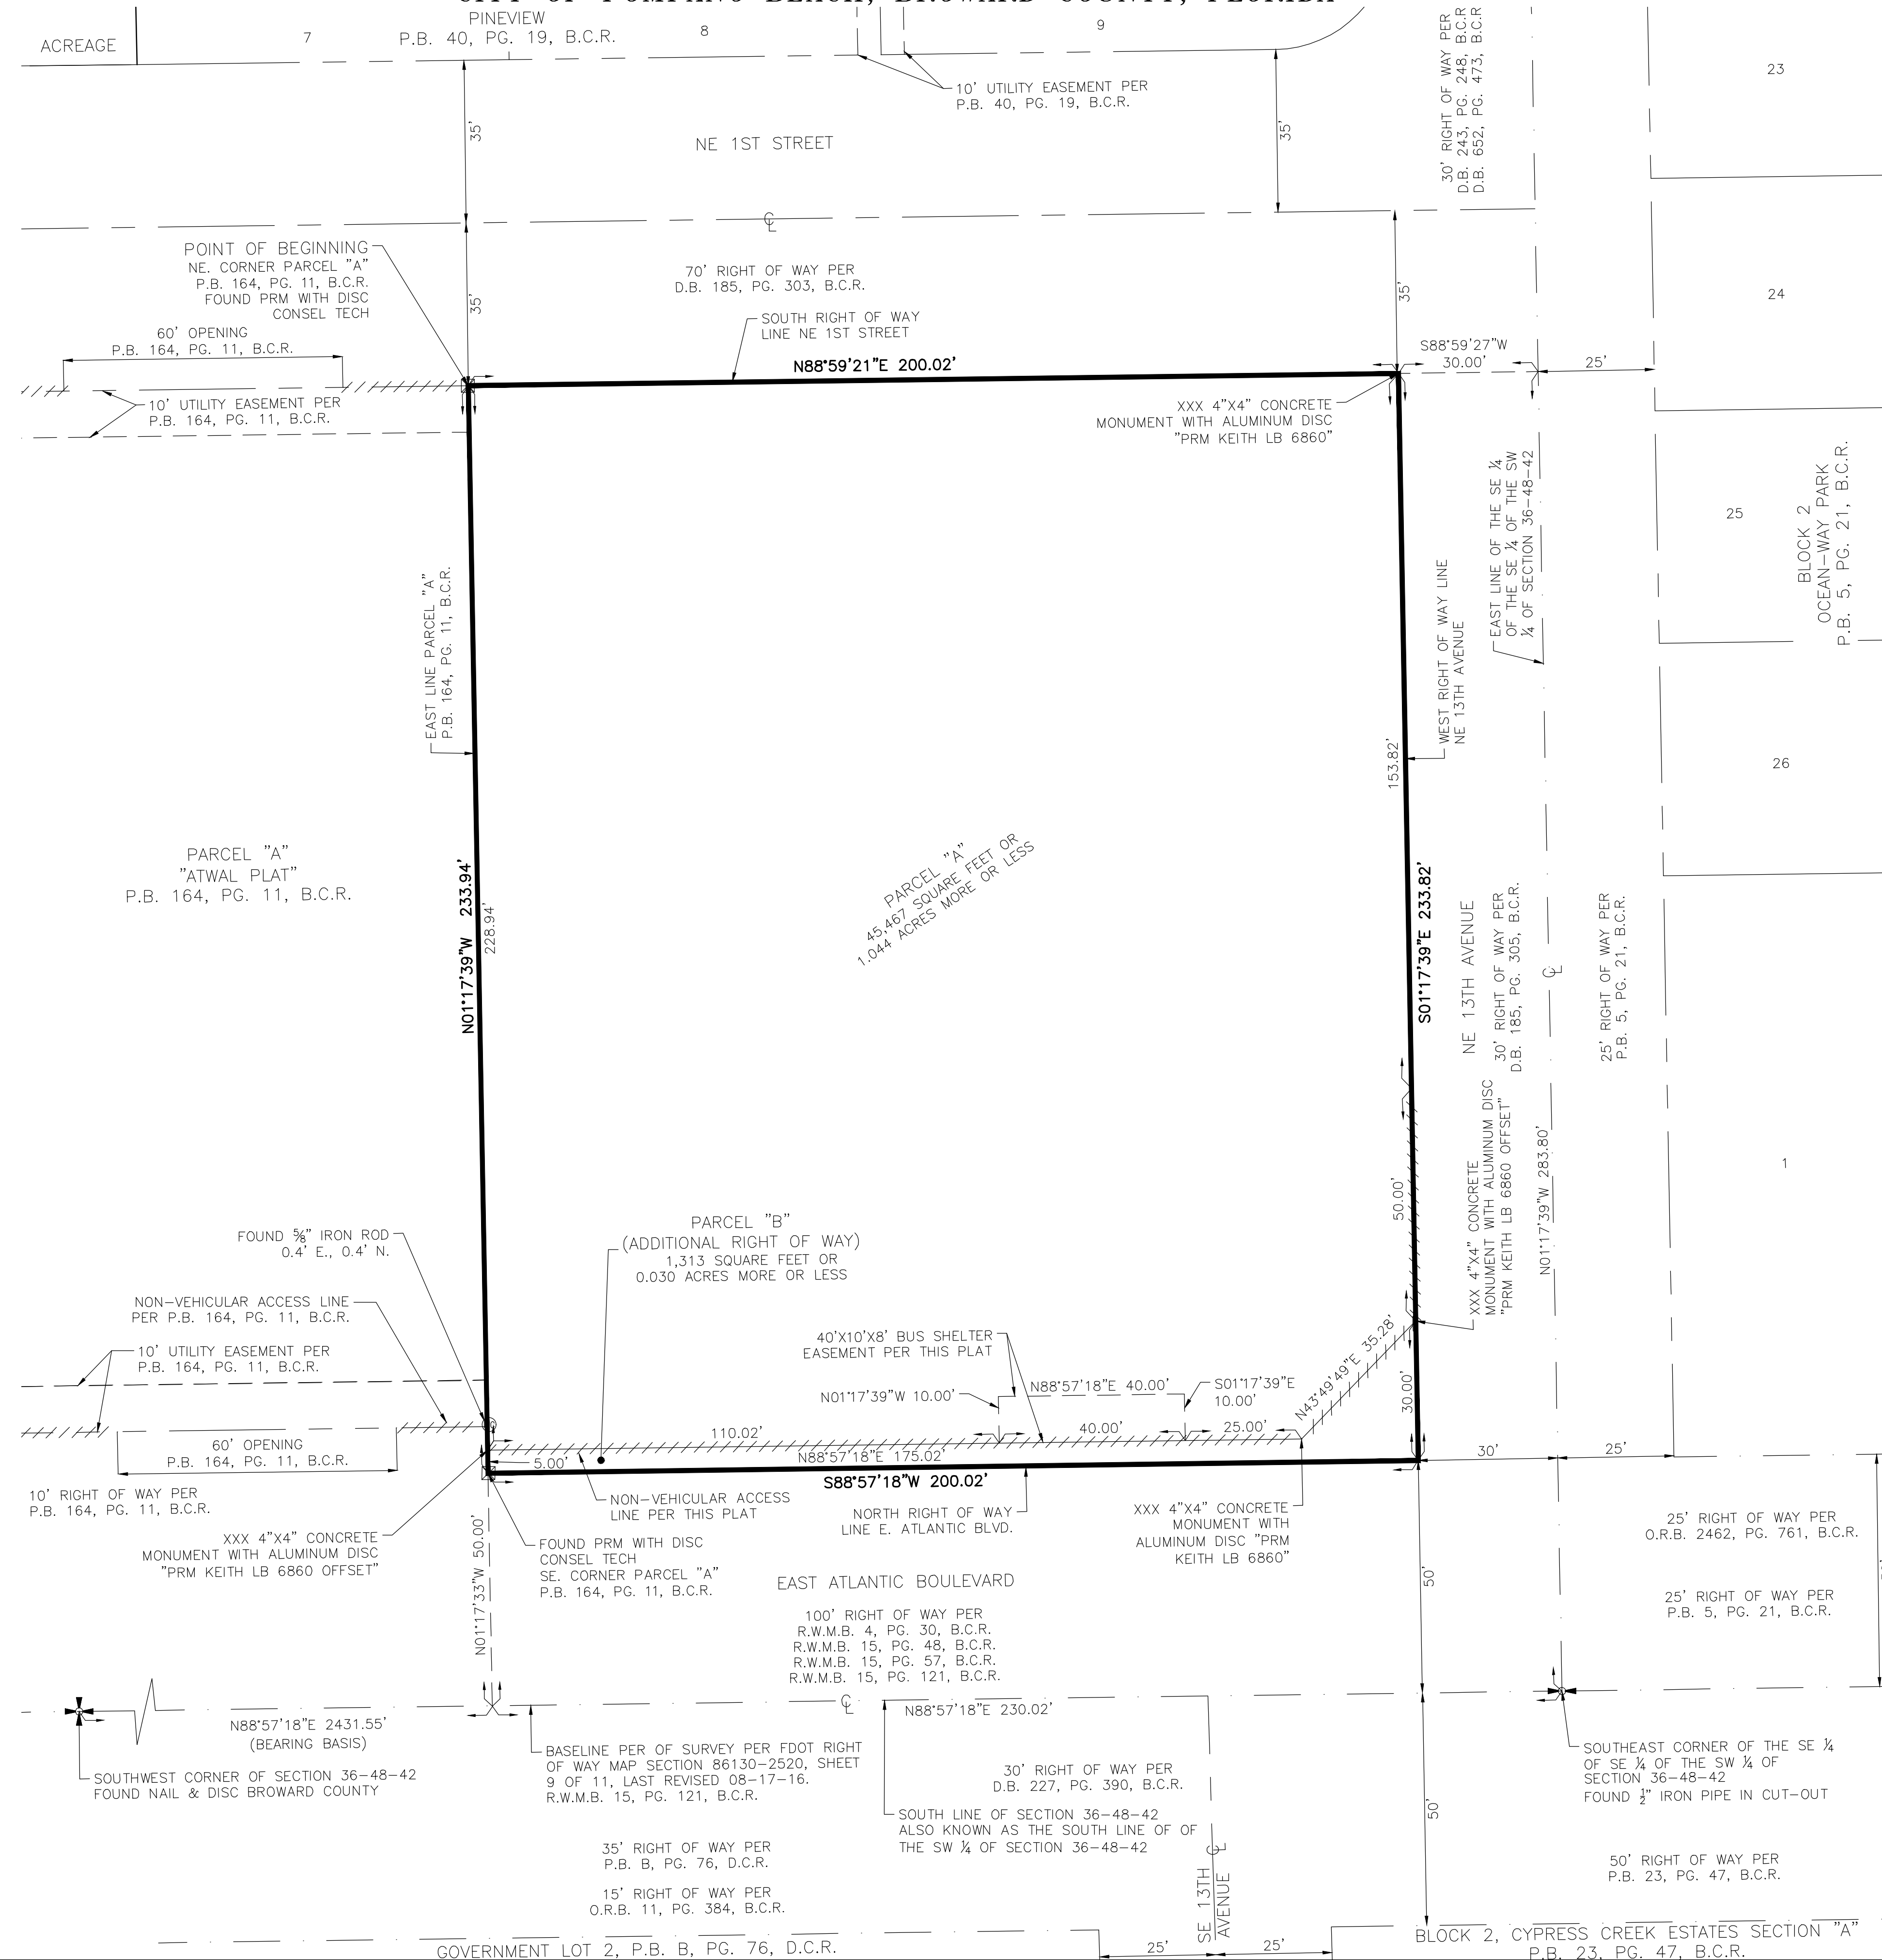 PINEVIEW
P.B. 40, PG. 19, B.C.R.
ACREAGE
7
8
9
10' UTILITY EASEMENT PER
P.B. 40, PG. 19, B.C.R.
30' RIGHT OF WAY PER
D.B. 243, PG. 248, B.C.R
D.B. 652, PG. 473, B.C.R
23
35'
35'
NE 1ST STREET
℄
POINT OF BEGINNING
NE. CORNER PARCEL "A"
P.B. 164, PG. 11, B.C.R.
FOUND PRM WITH DISC
CONSEL TECH
70' RIGHT OF WAY PER
D.B. 185, PG. 303, B.C.R.
35'
35'
24
SOUTH RIGHT OF WAY
LINE NE 1ST STREET
60' OPENING
P.B. 164, PG. 11, B.C.R.
N88°59'21"E 200.02'
S88°59'27"W
30.00'
25'
10' UTILITY EASEMENT PER
P.B. 164, PG. 11, B.C.R.
XXX 4"X4" CONCRETE
MONUMENT WITH ALUMINUM DISC
"PRM KEITH LB 6860"
EAST LINE OF THE SE ¼
OF THE SE ¼ OF THE SW
¼ OF SECTION 36-48-42
25
BLOCK 2
OCEAN-WAY PARK
P.B. 5, PG. 21, B.C.R.
EAST LINE PARCEL "A"
P.B. 164, PG. 11, B.C.R.
WEST RIGHT OF WAY LINE
NE 13TH AVENUE
153.82'
26
PARCEL "A"
"ATWAL PLAT"
P.B. 164, PG. 11, B.C.R.
N01°17'39"W 233.94'
228.94'
PARCEL "A"
45,467 SQUARE FEET OR
1.044 ACRES MORE OR LESS
S01°17'39"E 233.82'
NE 13TH AVENUE
30' RIGHT OF WAY PER
D.B. 185, PG. 305, B.C.R.
℄
25' RIGHT OF WAY PER
P.B. 5, PG. 21, B.C.R.
XXX 4"X4" CONCRETE
MONUMENT WITH ALUMINUM DISC
"PRM KEITH LB 6860 OFFSET"
N01°17'39"W 283.80'
1
50.00'
FOUND ⅝" IRON ROD
0.4' E., 0.4' N.
PARCEL "B"
(ADDITIONAL RIGHT OF WAY)
1,313 SQUARE FEET OR
0.030 ACRES MORE OR LESS
NON-VEHICULAR ACCESS LINE
PER P.B. 164, PG. 11, B.C.R.
10' UTILITY EASEMENT PER
P.B. 164, PG. 11, B.C.R.
40'X10'X8' BUS SHELTER
EASEMENT PER THIS PLAT
N01°17'39"W 10.00'
N88°57'18"E 40.00'
S01°17'39"E
10.00'
N43°49'49"E 35.28'
30.00'
110.02'
40.00'
25.00'
60' OPENING
P.B. 164, PG. 11, B.C.R.
5.00'
N88°57'18"E 175.02'
S88°57'18"W 200.02'
30'
25'
10' RIGHT OF WAY PER
P.B. 164, PG. 11, B.C.R.
NON-VEHICULAR ACCESS
LINE PER THIS PLAT
NORTH RIGHT OF WAY
LINE E. ATLANTIC BLVD.
XXX 4"X4" CONCRETE
MONUMENT WITH
ALUMINUM DISC "PRM
KEITH LB 6860"
XXX 4"X4" CONCRETE
MONUMENT WITH ALUMINUM DISC
"PRM KEITH LB 6860 OFFSET"
N01°17'33"W 50.00'
FOUND PRM WITH DISC
CONSEL TECH
SE. CORNER PARCEL "A"
P.B. 164, PG. 11, B.C.R.
25' RIGHT OF WAY PER
O.R.B. 2462, PG. 761, B.C.R.
25' RIGHT OF WAY PER
P.B. 5, PG. 21, B.C.R.
EAST ATLANTIC BOULEVARD
100' RIGHT OF WAY PER
R.W.M.B. 4, PG. 30, B.C.R.
R.W.M.B. 15, PG. 48, B.C.R.
R.W.M.B. 15, PG. 57, B.C.R.
R.W.M.B. 15, PG. 121, B.C.R.
50'
℄
N88°57'18"E 2431.55'
(BEARING BASIS)
N88°57'18"E 230.02'
SOUTHWEST CORNER OF SECTION 36-48-42
FOUND NAIL & DISC BROWARD COUNTY
BASELINE PER OF SURVEY PER FDOT RIGHT
OF WAY MAP SECTION 86130-2520, SHEET
9 OF 11, LAST REVISED 08-17-16.
R.W.M.B. 15, PG. 121, B.C.R.
30' RIGHT OF WAY PER
D.B. 227, PG. 390, B.C.R.
SOUTH LINE OF SECTION 36-48-42
ALSO KNOWN AS THE SOUTH LINE OF OF
THE SW ¼ OF SECTION 36-48-42
SOUTHEAST CORNER OF THE SE ¼
OF SE ¼ OF THE SW ¼ OF
SECTION 36-48-42
FOUND ½" IRON PIPE IN CUT-OUT
50'
35' RIGHT OF WAY PER
P.B. B, PG. 76, D.C.R.
15' RIGHT OF WAY PER
O.R.B. 11, PG. 384, B.C.R.
SE 13TH
AVENUE
℄
50' RIGHT OF WAY PER
P.B. 23, PG. 47, B.C.R.
GOVERNMENT LOT 2, P.B. B, PG. 76, D.C.R.
25'
25'
BLOCK 2, CYPRESS CREEK ESTATES SECTION "A"
P.B. 23, PG. 47, B.C.R.